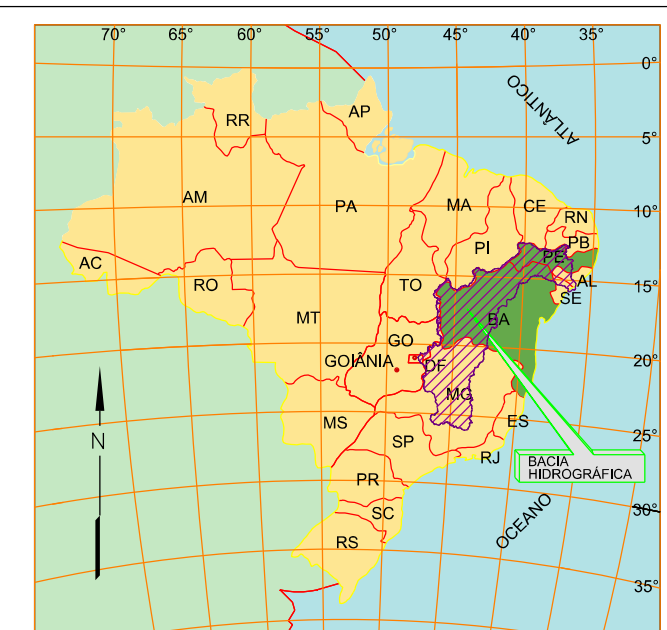 70° 65° 60° 55° 50° 45° 40° 35°
0°
ATLÂNTICO
AP
RR
5°
AM
PA
MA
CE
10°
RN
PI
PB
PE
AC
RO
TO
AL
15°
SE
MT
BA
GO
GOIÂNIA
DF
20°
MG
MS
ES
SP
25°
RJ
N
BACIA
HIDROGRÁFICA
PR
30°
SC
OCEANO
RS
35°